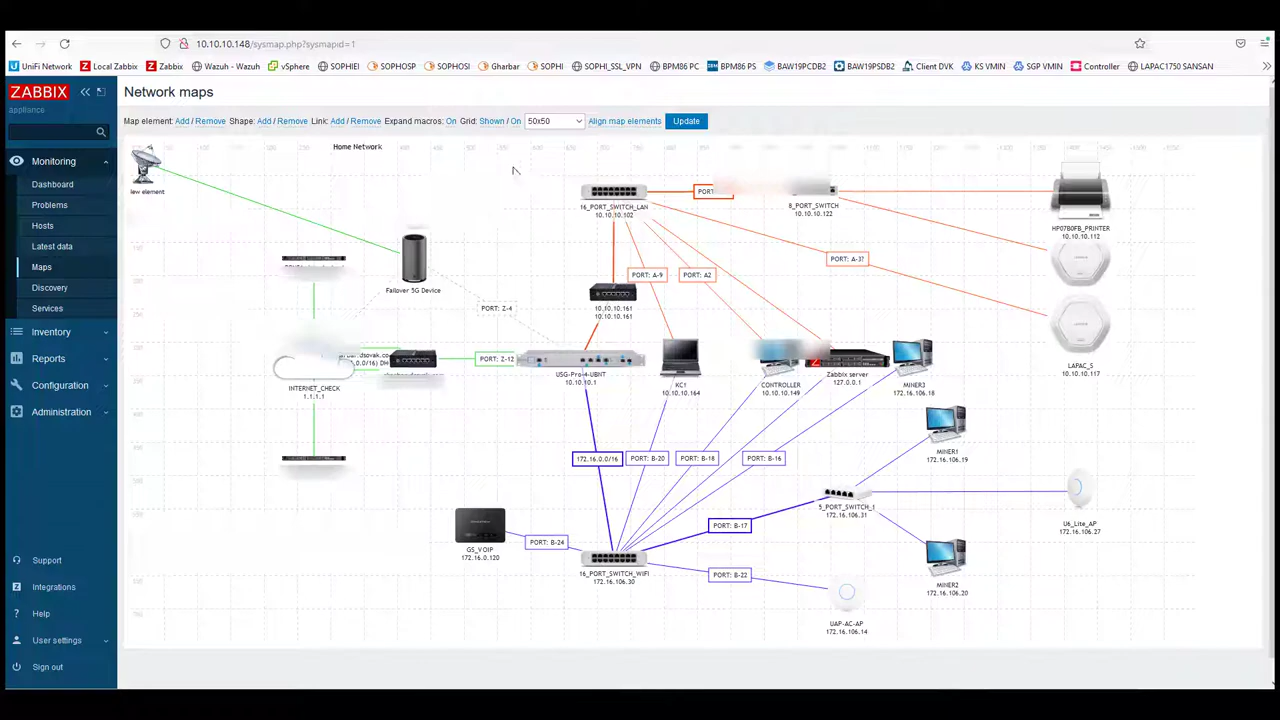 10.10.10.148/sysmap.php?sysmapid=1
UniFi Network Local Zabbix Zabbix Wazuh - Wazuh vSphere SOPHIEI SOPHOSP SOPHOSI Gharbar SOPHI SOPHI_SSL_VPN BPM86 PC BPM86 PS BAW19PCDB2 BAW19PSDB2 Client DVK KS VMIN SGP VMIN Controller LAPAC1750 SANSAN
ZABBIX
appliance
Monitoring
Dashboard
Problems
Hosts
Latest data
Maps
Discovery
Services
Inventory
Reports
Configuration
Administration
Support
Integrations
Help
User settings
Sign out
Network maps
Map element: Add / Remove Shape: Add / Remove Link: Add / Remove Expand macros: On Grid: Shown / On 50x50 Align map elements Update
Home Network
lew element
16_PORT_SWITCH_LAN
10.10.10.102
PORT:
8_PORT_SWITCH
10.10.10.122
HP07B0FB_PRINTER
10.10.10.112
Failover 5G Device
PORT: A-9
PORT: A2
PORT: A-3?
PORT: Z-4
10.10.10.161
10.10.10.161
PORT: Z-12
USG-Pro-4-UBNT
10.10.10.1
INTERNET_CHECK
1.1.1.1
KC1
10.10.10.164
CONTROLLER
10.10.10.149
Zabbix server
127.0.0.1
MINER3
172.16.106.18
LAPAC_S
10.10.10.117
172.16.0.0/16
PORT: B-20
PORT: B-18
PORT: B-16
MINER1
172.16.106.19
5_PORT_SWITCH_1
172.16.106.31
U6_Lite_AP
172.16.106.27
PORT: B-17
GS_VOIP
172.16.0.120
PORT: B-24
16_PORT_SWITCH_WIFI
172.16.106.30
PORT: B-22
MINER2
172.16.106.20
UAP-AC-AP
172.16.106.14